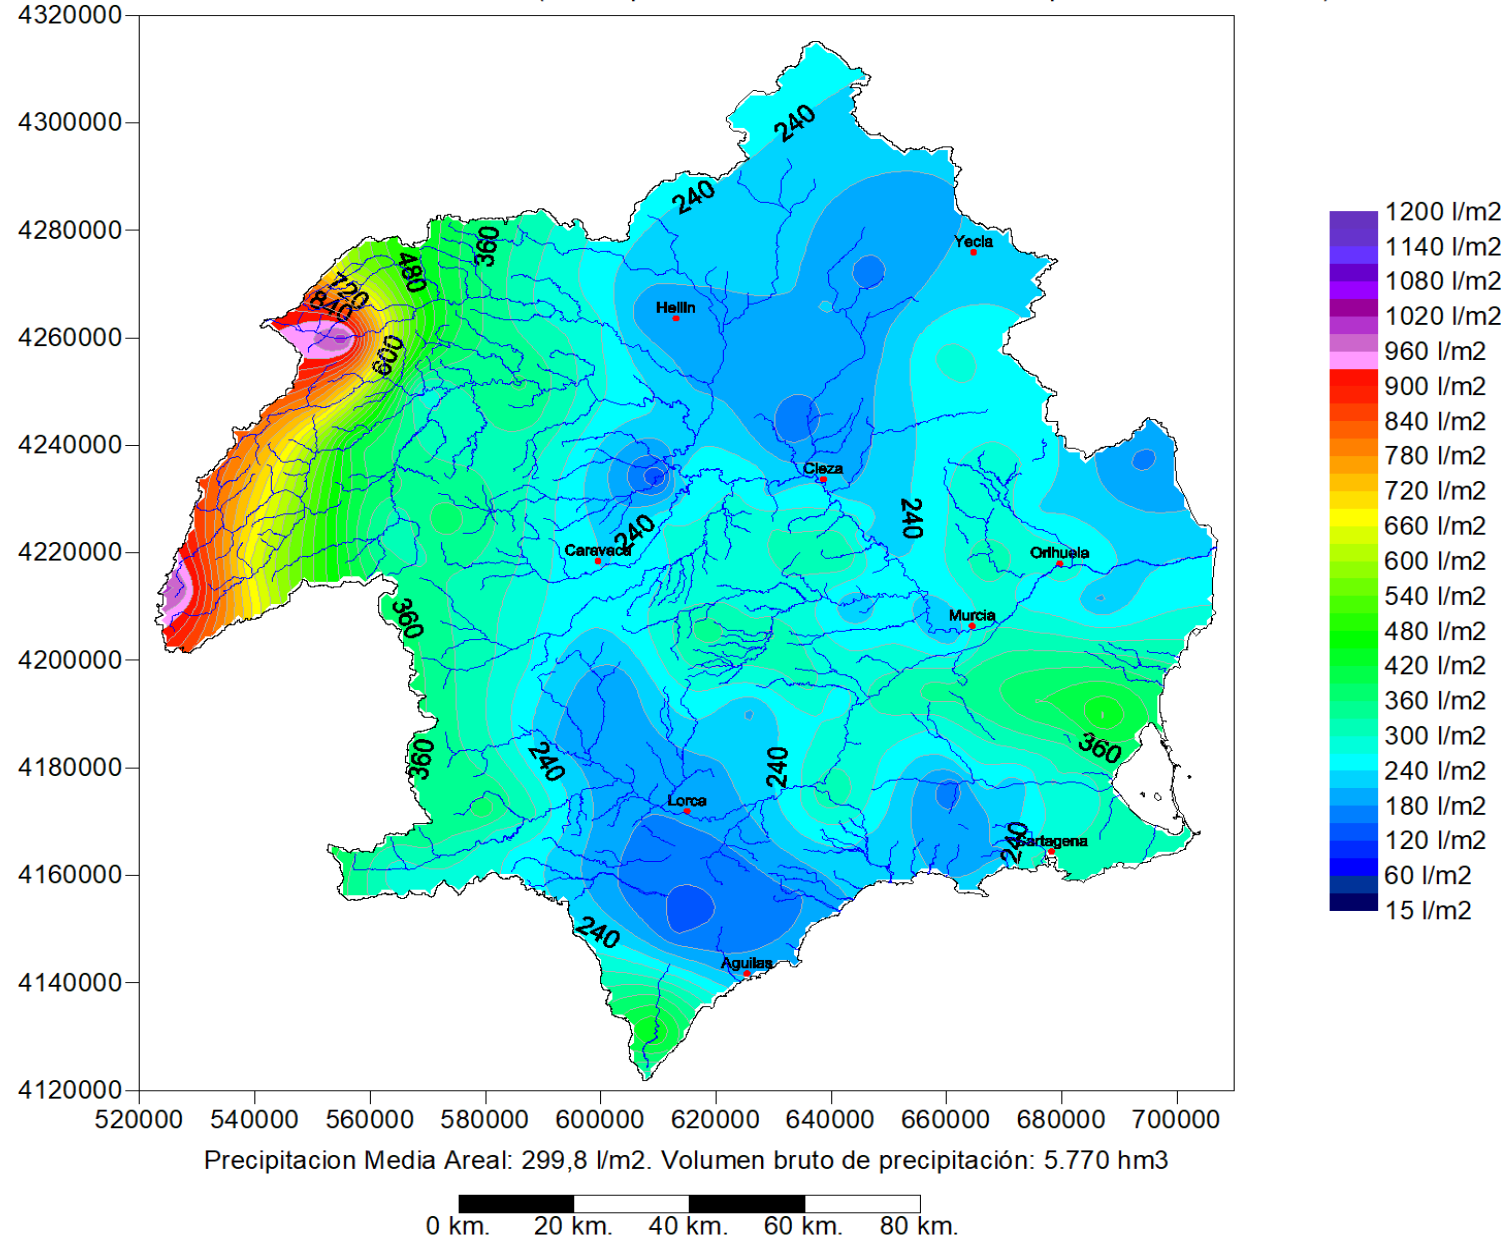 4320000
4300000
4280000
4260000
4240000
4220000
4200000
4180000
4160000
4140000
4120000
520000 540000 560000 580000 600000 620000 640000 660000 680000 700000
240
240
360
480
720
840
600
Yecla
Hellin
Cieza
240
240
Caravaca
Orihuela
Murcia
360
360
240
240
360
Lorca
240
Cartagena
240
Aguilas
1200 l/m2
1140 l/m2
1080 l/m2
1020 l/m2
960 l/m2
900 l/m2
840 l/m2
780 l/m2
720 l/m2
660 l/m2
600 l/m2
540 l/m2
480 l/m2
420 l/m2
360 l/m2
300 l/m2
240 l/m2
180 l/m2
120 l/m2
60 l/m2
15 l/m2
Precipitacion Media Areal: 299,8 l/m2. Volumen bruto de precipitación: 5.770 hm3
0 km. 20 km. 40 km. 60 km. 80 km.